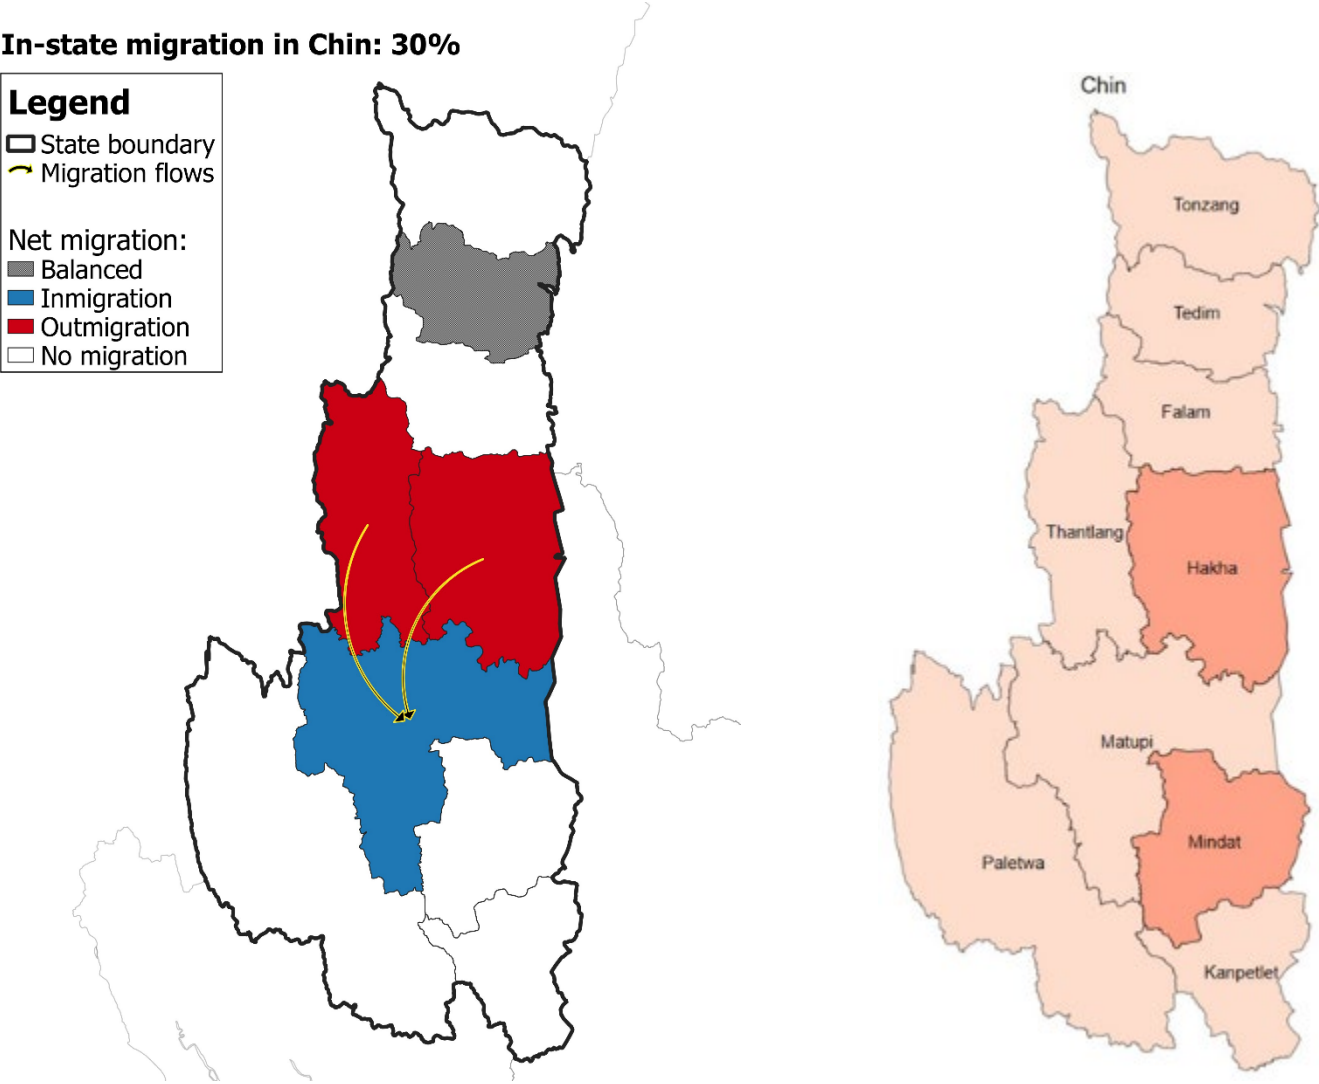 In-state migration in Chin: 30%
Legend
State boundary
Migration flows
Net migration:
Balanced
Inmigration
Outmigration
No migration
Chin
Tonzang
Tedim
Falam
Thantlang
Hakha
Matupi
Mindat
Paletwa
Kanpetlet